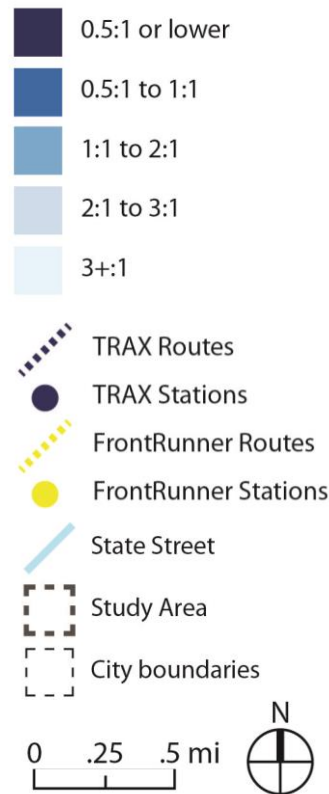 0.5:1 or lower
0.5:1 to 1:1
1:1 to 2:1
2:1 to 3:1
3+:1
TRAX Routes
TRAX Stations
FrontRunner Routes
FrontRunner Stations
State Street
Study Area
City boundaries
N
0 .25 .5 mi